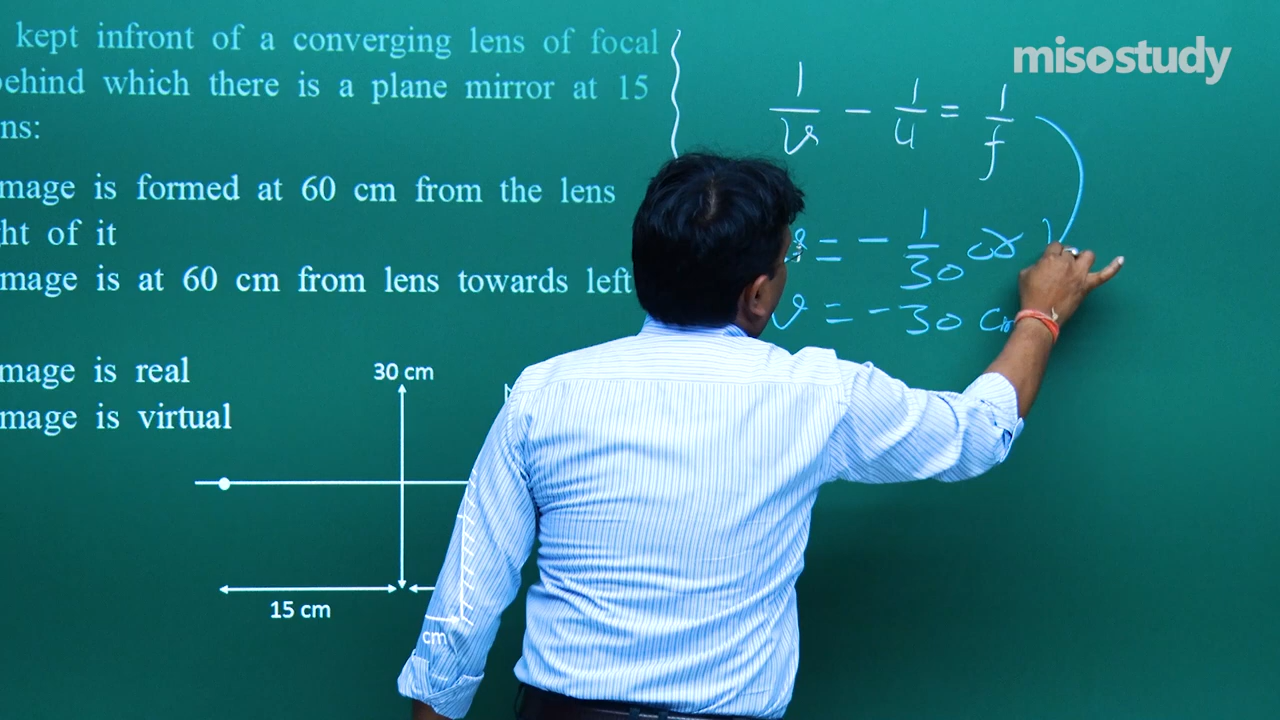 kept infront of a converging lens of focal
behind which there is a plane mirror at 15
ns:
mage is formed at 60 cm from the lens
ht of it
mage is at 60 cm from lens towards left
mage is real
mage is virtual
30 cm
15 cm
cm
misostudy
1/v - 1/u = 1/f
= - 1/30 or
v = -30 cm